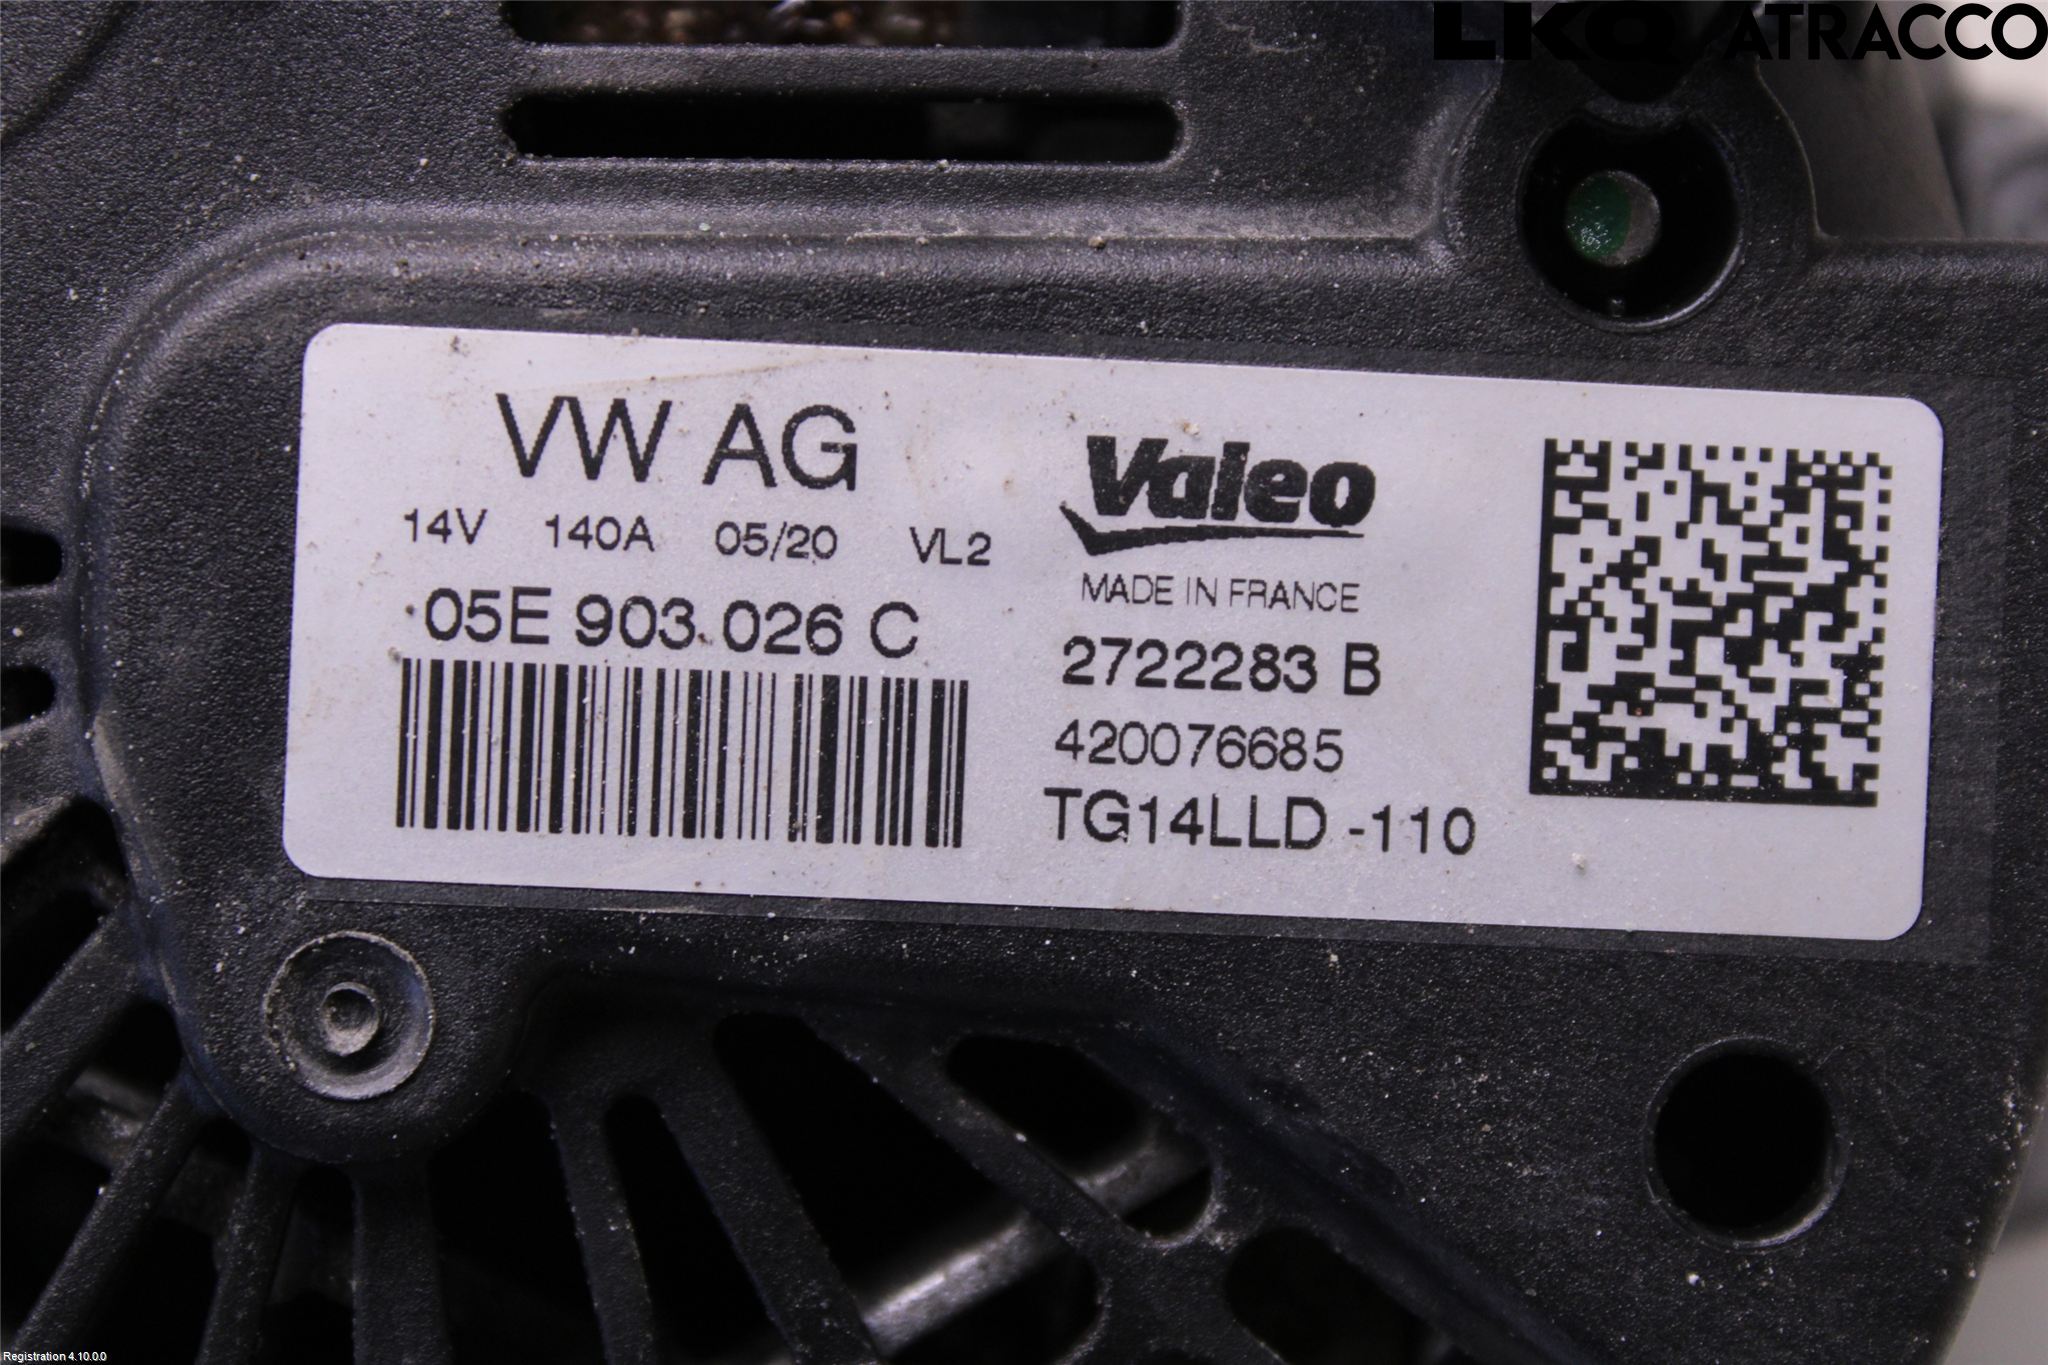 LKQ ATRACCO
VW AG
14V 140A 05/20 VL2
05E 903 026 C
Valeo
MADE IN FRANCE
2722283 B
420076685
TG14LLD -110
Registration 4.10.0.0